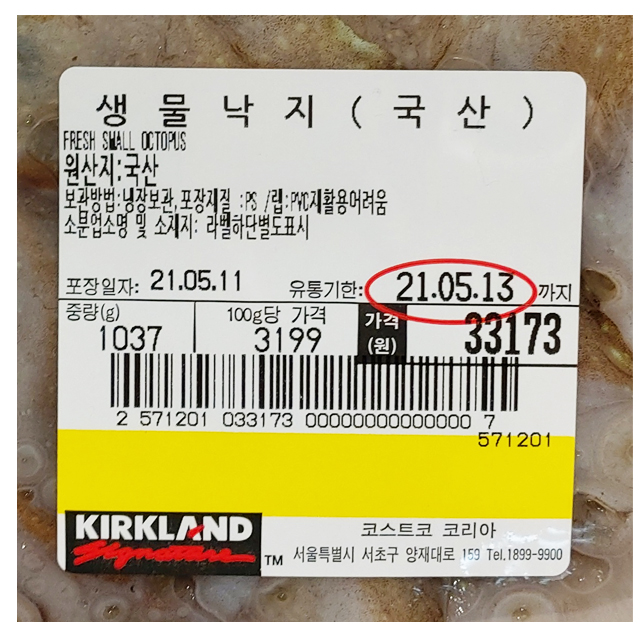 생물낙지(국산)
FRESH SMALL OCTOPUS
원산지:국산
보관방법:냉장보관,포장재질 :PS /랩:PVC재활용어려움
소분업소명 및 소재지: 라벨하단별도표시
포장일자: 21.05.11 유통기한: 21.05.13 까지
중량(g) 100g당 가격 가격(원)
1037 3199 33173
2 571201 033173 00000000000000 7
571201
KIRKLAND
Signature ™
코스트코 코리아
서울특별시 서초구 양재대로 159 Tel.1899-9900